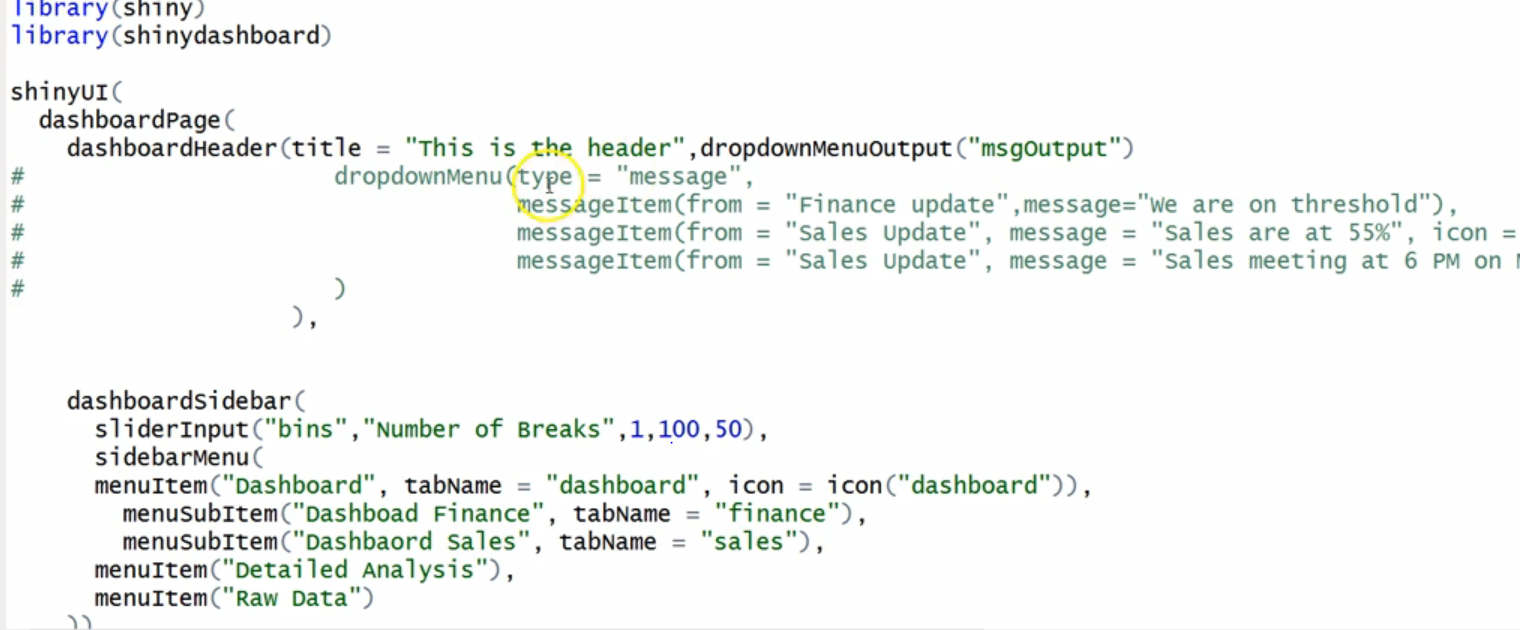 library(shiny)
library(shinydashboard)
shinyUI(
dashboardPage(
dashboardHeader(title = "This is the header",dropdownMenuOutput("msgOutput")
# dropdownMenu(type = "message",
# messageItem(from = "Finance update",message="We are on threshold"),
# messageItem(from = "Sales Update", message = "Sales are at 55%", icon =
# messageItem(from = "Sales Update", message = "Sales meeting at 6 PM on
# )
),
dashboardSidebar(
sliderInput("bins","Number of Breaks",1,100,50),
sidebarMenu(
menuItem("Dashboard", tabName = "dashboard", icon = icon("dashboard")),
menuSubItem("Dashboad Finance", tabName = "finance"),
menuSubItem("Dashbaord Sales", tabName = "sales"),
menuItem("Detailed Analysis"),
menuItem("Raw Data")
))